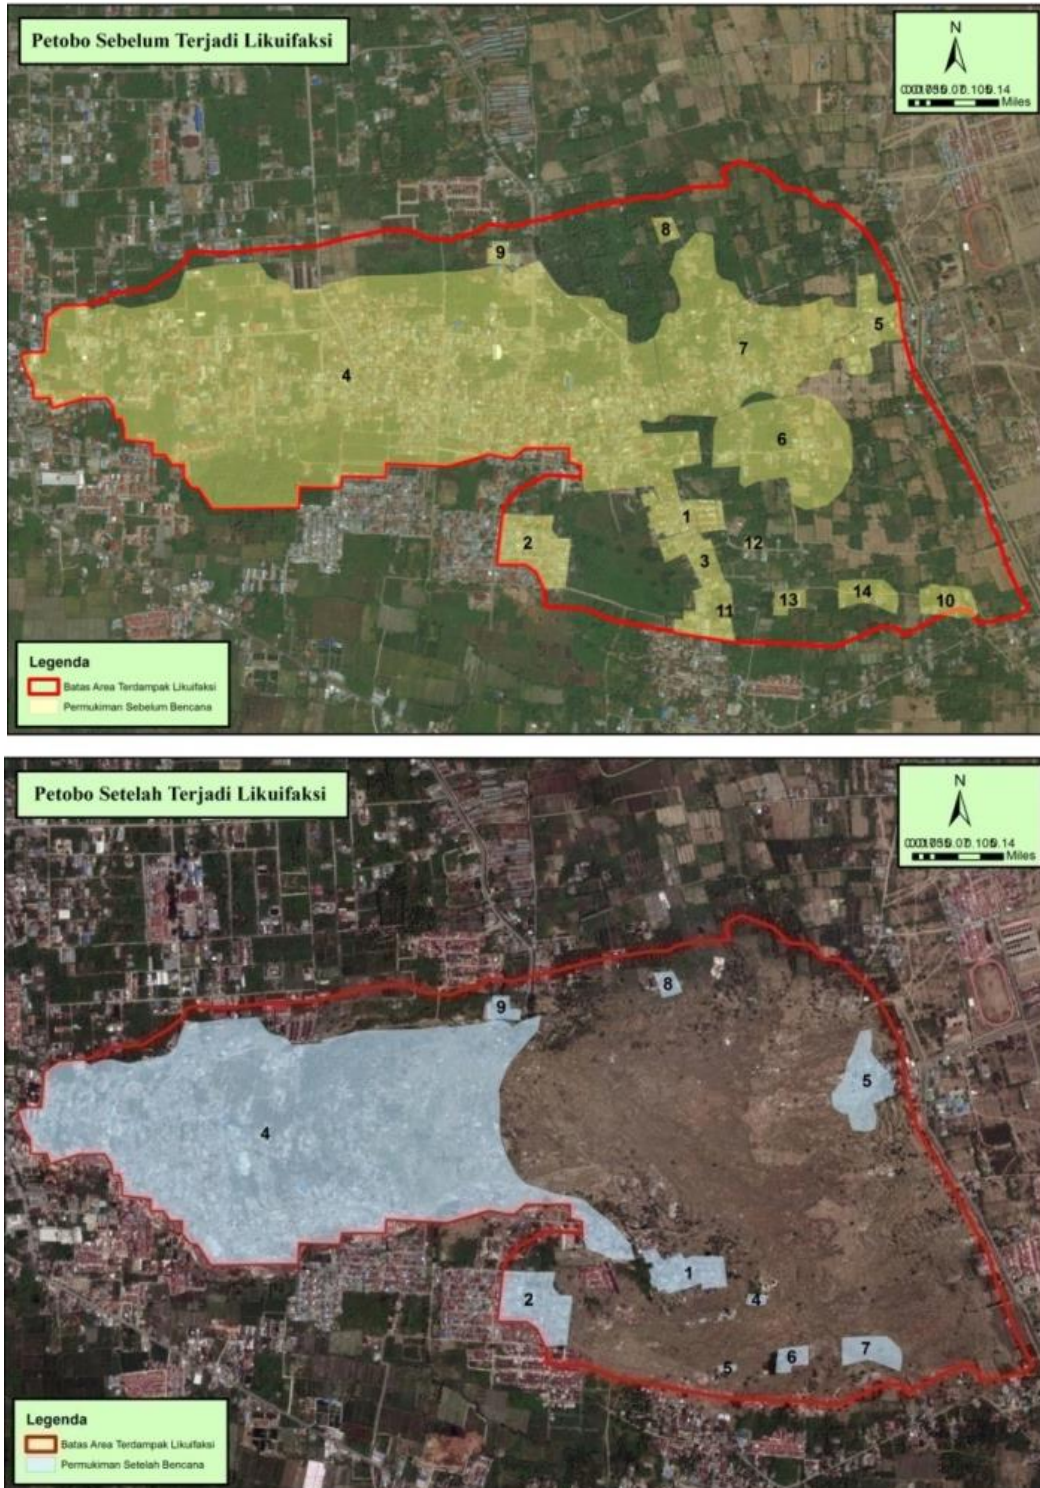 Petobo Sebelum Terjadi Likuifaksi
N
Miles
8
9
5
7
4
6
1
2
12
3
14
13
10
11
Legenda
Batas Area Terdampak Likuifaksi
Permukiman Sebelum Bencana
Petobo Setelah Terjadi Likuifaksi
N
Miles
8
9
5
4
1
2
4
7
6
5
Legenda
Batas Area Terdampak Likuifaksi
Permukiman Setelah Bencana